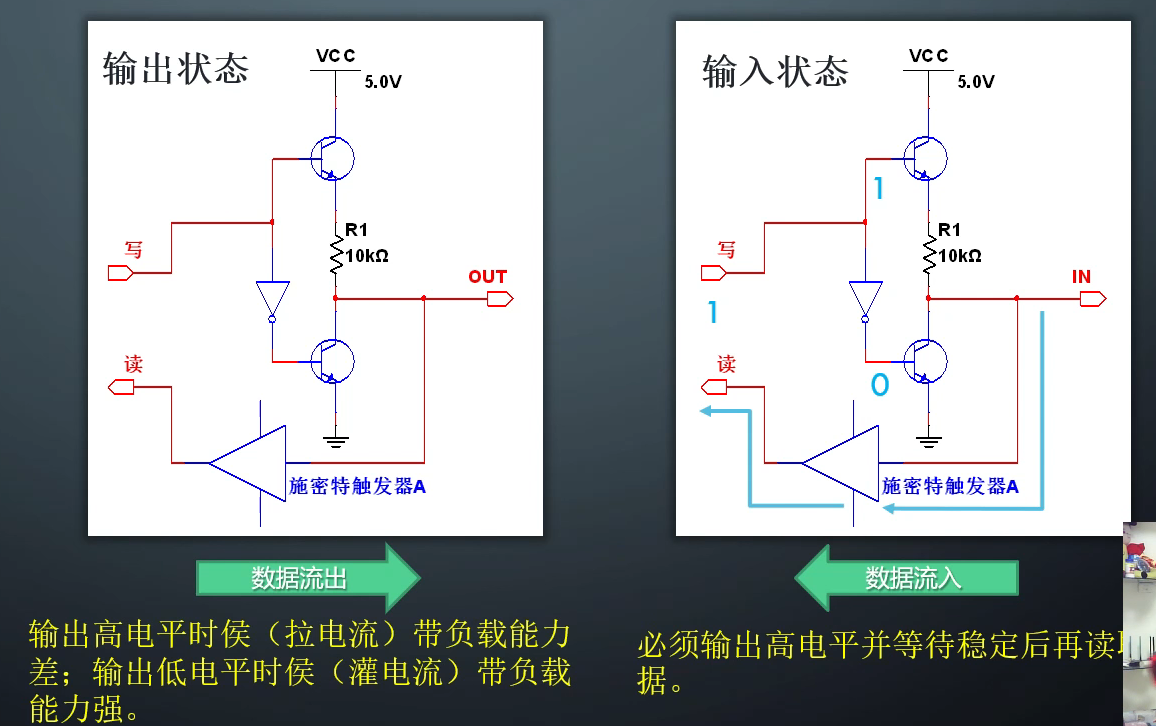 输出状态
VCC
5.0V
R1
10kΩ
写
OUT
读
施密特触发器A
数据流出
输出高电平时侯（拉电流）带负载能力
差；输出低电平时侯（灌电流）带负载
能力强。
输入状态
VCC
5.0V
1
R1
10kΩ
写
IN
1
读
0
施密特触发器A
数据流入
必须输出高电平并等待稳定后再读
据。